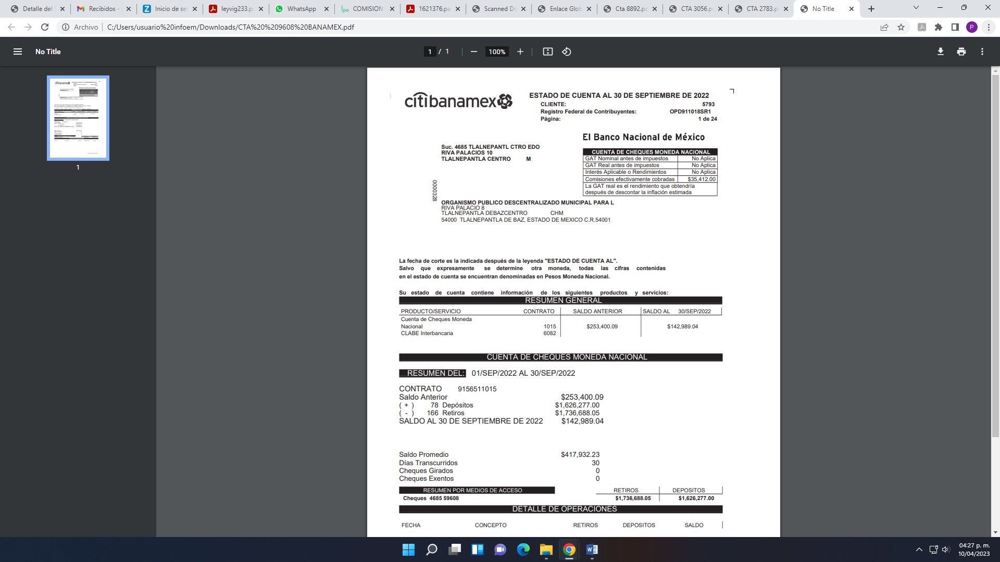 Detalle del S
Recibidos -
Inicio de ses
leyvig233.pd
WhatsApp
ipo COMISION
1621376.pa
Scanned Do
Enlace Glob
Cta 8892.pd
CTA 3056.p
CTA 2783.p
No Title
Archivo C:/Users/usuario%20infoem/Downloads/CTA%20%209608%20BANAMEX.pdf
P
No Title
1 / 1
100%
1
citibanamex
ESTADO DE CUENTA AL 30 DE SEPTIEMBRE DE 2022
CLIENTE: 5793
Registro Federal de Contribuyentes: OPD911018SR1
Página: 1 de 24
El Banco Nacional de México
Suc. 4685 TLALNEPANTL CTRO EDO
RIVA PALACIOS 10
TLALNEPANTLA CENTRO M
CUENTA DE CHEQUES MONEDA NACIONAL
GAT Nominal antes de impuestos No Aplica
GAT Real antes de impuestos No Aplica
Interés Aplicable o Rendimientos No Aplica
Comisiones efectivamente cobradas $35,412.00
La GAT real es el rendimiento que obtendría
después de descontar la inflación estimada
0000328
ORGANISMO PUBLICO DESCENTRALIZADO MUNICIPAL PARA L
RIVA PALACIO 8
TLALNEPANTLA DEBAZCENTRO CHM
54000 TLALNEPANTLA DE BAZ, ESTADO DE MEXICO C.R.54001
La fecha de corte es la indicada después de la leyenda "ESTADO DE CUENTA AL".
Salvo que expresamente se determine otra moneda, todas las cifras contenidas
en el estado de cuenta se encuentran denominadas en Pesos Moneda Nacional.
Su estado de cuenta contiene información de los siguientes productos y servicios:
RESUMEN GENERAL
PRODUCTO/SERVICIO CONTRATO SALDO ANTERIOR SALDO AL 30/SEP/2022
Cuenta de Cheques Moneda
Nacional 1015 $253,400.09 $142,989.04
CLABE Interbancaria 6082
CUENTA DE CHEQUES MONEDA NACIONAL
RESUMEN DEL: 01/SEP/2022 AL 30/SEP/2022
CONTRATO 9156511015
Saldo Anterior $253,400.09
( + ) 78 Depósitos $1,626,277.00
( - ) 166 Retiros $1,736,688.05
SALDO AL 30 DE SEPTIEMBRE DE 2022 $142,989.04
Saldo Promedio $417,932.23
Días Transcurridos 30
Cheques Girados 0
Cheques Exentos 0
RESUMEN POR MEDIOS DE ACCESO RETIROS DEPOSITOS
Cheques 4685 59608 $1,736,688.05 $1,626,277.00
DETALLE DE OPERACIONES
FECHA CONCEPTO RETIROS DEPOSITOS SALDO
04:27 p. m.
10/04/2023